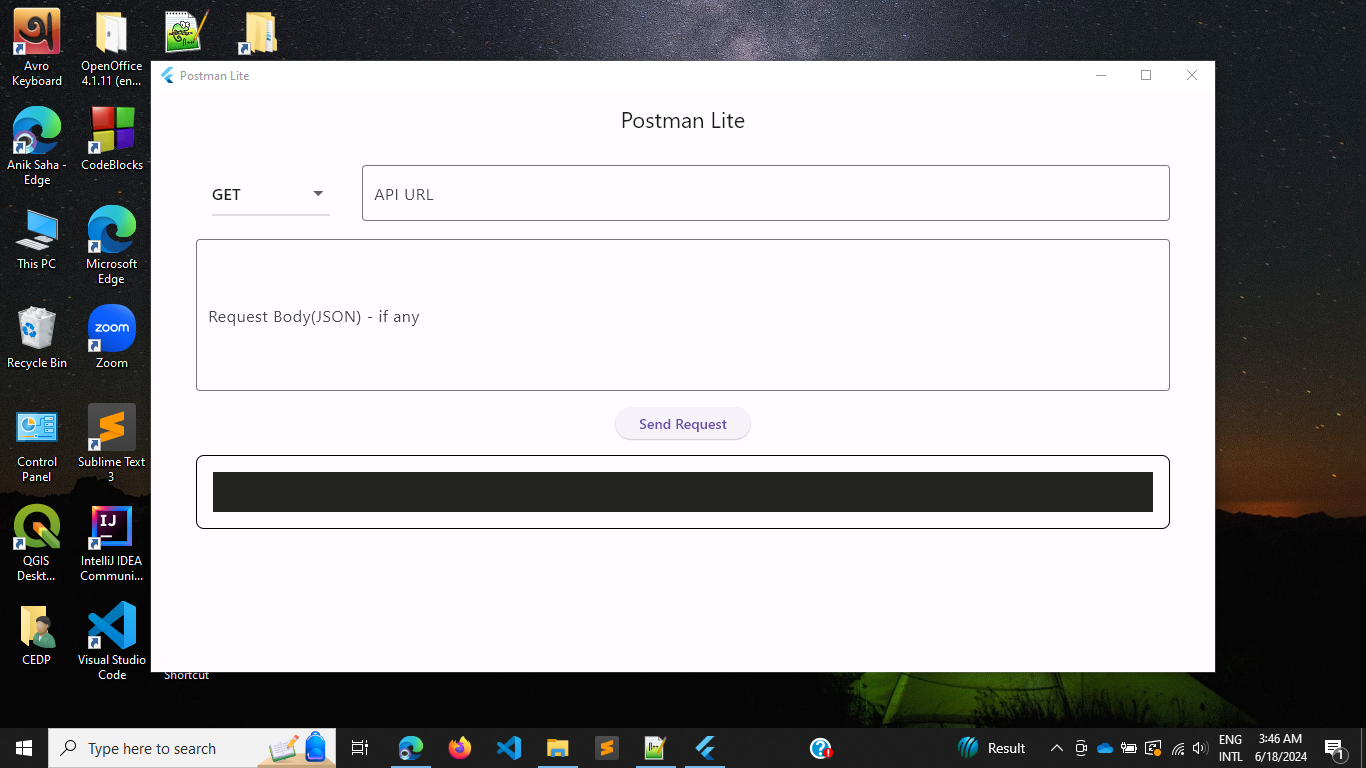 Avro
Keyboard
OpenOffice
4.1.11 (en...
Anik Saha -
Edge
CodeBlocks
This PC
Microsoft
Edge
Recycle Bin
Zoom
zoom
Control
Panel
Sublime Text
3
QGIS
Deskt...
IntelliJ IDEA
Communi...
IJ
CEDP
Visual Studio
Code
Shortcut
Postman Lite
Postman Lite
GET
API URL
Request Body(JSON) - if any
Send Request
Type here to search
Result
ENG
INTL
3:46 AM
6/18/2024
1